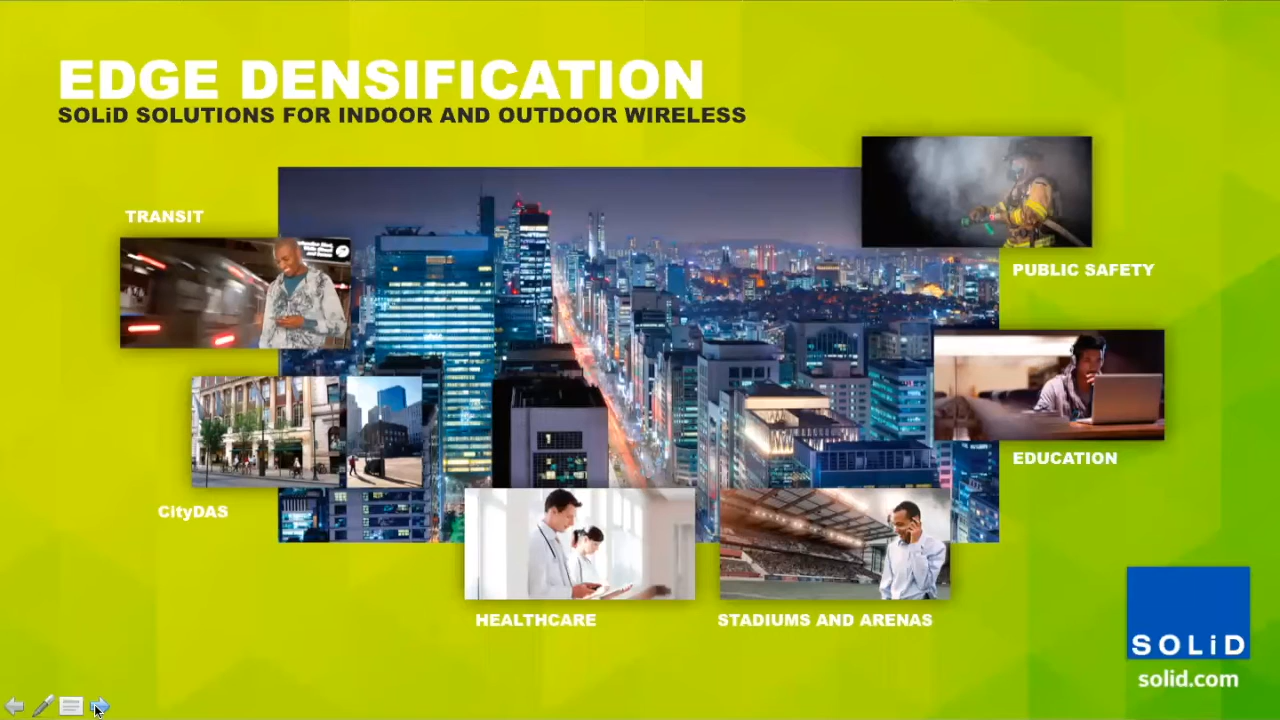 EDGE DENSIFICATION
SOLiD SOLUTIONS FOR INDOOR AND OUTDOOR WIRELESS
TRANSIT
PUBLIC SAFETY
EDUCATION
CityDAS
HEALTHCARE
STADIUMS AND ARENAS
SOLiD
solid.com